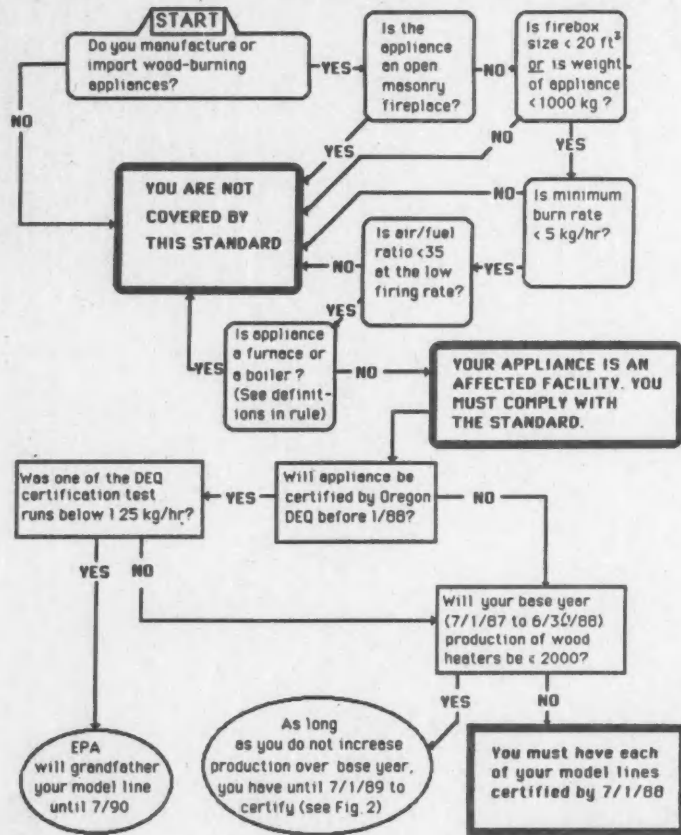 START
Do you manufacture or
import wood-burning
appliances?
YES
NO
Is the
appliance
an open
masonry
fireplace?
NO
YES
Is firebox
size < 20 ft³
or is weight
of appliance
<1000 kg ?
NO
YES
YOU ARE NOT
COVERED BY
THIS STANDARD
Is minimum
burn rate
< 5 kg/hr?
NO
YES
Is air/fuel
ratio <35
at the low
firing rate?
NO
YES
Is appliance
a furnace or
a boiler ?
(See definit-
ions in rule)
YES
NO
YOUR APPLIANCE IS AN
AFFECTED FACILITY. YOU
MUST COMPLY WITH
THE STANDARD.
Will appliance be
certified by Oregon
DEQ before 1/88?
YES
NO
Was one of the DEQ
certification test
runs below 1 25 kg/hr?
YES
NO
Will your base year
(7/1/87 to 6/30/88)
production of wood
heaters be < 2000?
YES
NO
EPA
will grandfather
your model line
until 7/90
As long
as you do not increase
production over base year,
you have until 7/1/89 to
certify (see Fig. 2)
You must have each
of your model lines
certified by 7/1/88